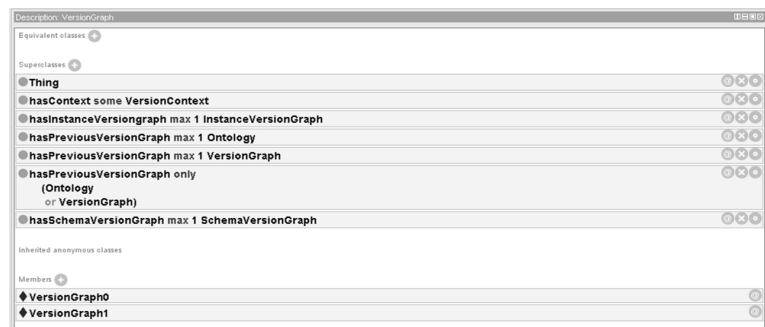 Description: VersionGraph
Equivalent classes
Superclasses
Thing
hasContext some VersionContext
hasInstanceVersiongraph max 1 InstanceVersionGraph
hasPreviousVersionGraph max 1 Ontology
hasPreviousVersionGraph max 1 VersionGraph
hasPreviousVersionGraph only
(Ontology
or VersionGraph)
hasSchemaVersionGraph max 1 SchemaVersionGraph
Inherited anonymous classes
Members
VersionGraph0
VersionGraph1